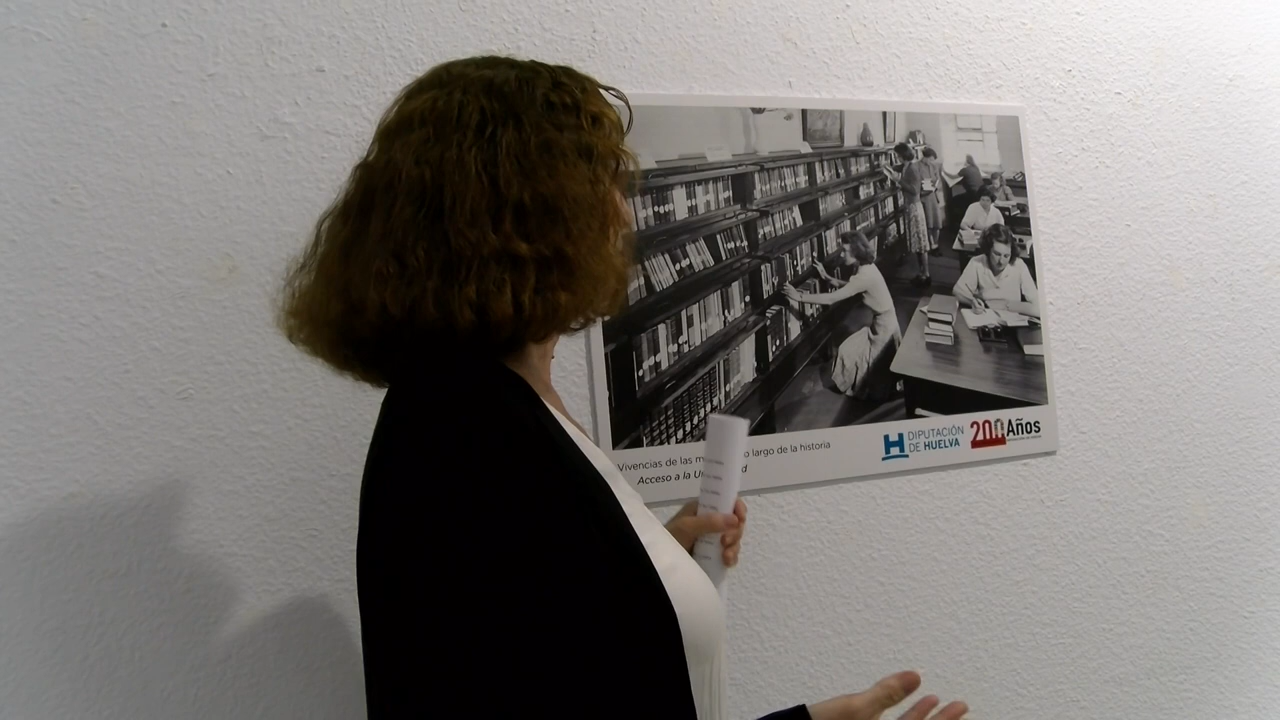 Vivencias de las m largo de la historia
Acceso a la
DIPUTACIÓN
DE HUELVA
200 Años